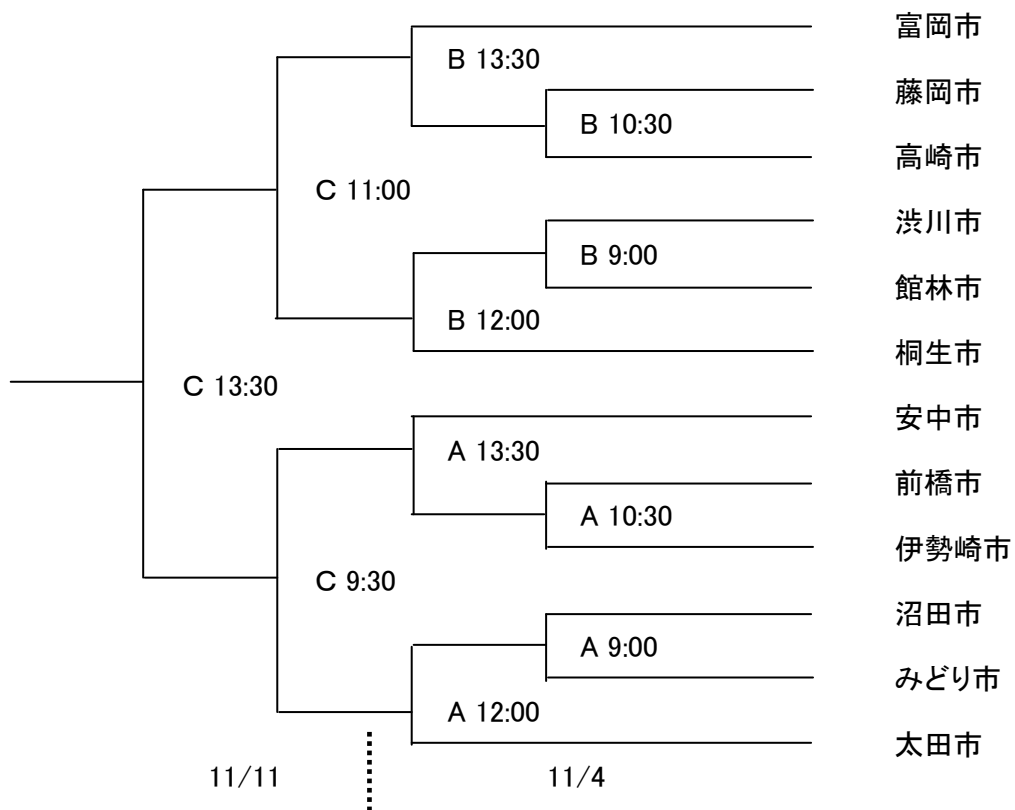 富岡市
B 13:30
藤岡市
B 10:30
高崎市
C 11:00
渋川市
B 9:00
館林市
B 12:00
桐生市
C 13:30
安中市
A 13:30
前橋市
A 10:30
伊勢崎市
C 9:30
沼田市
A 9:00
みどり市
A 12:00
太田市
11/11
11/4